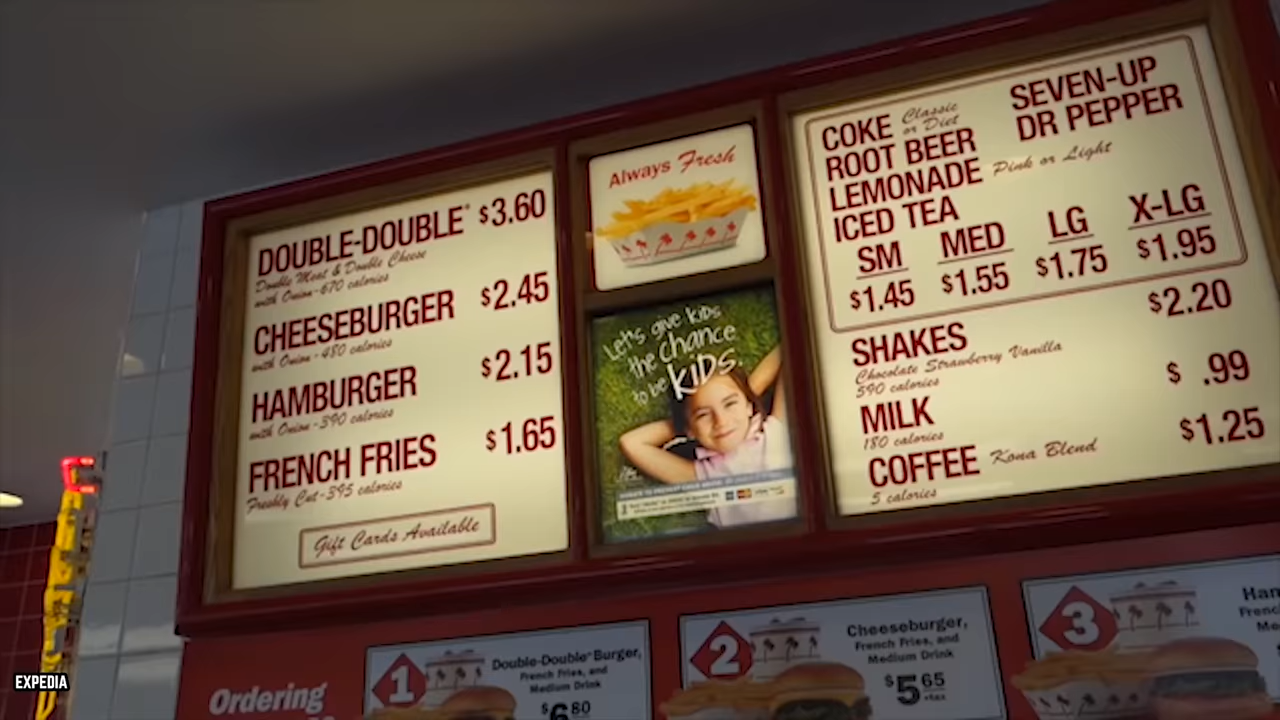 DOUBLE-DOUBLE® $3.60
Double Meat & Double Cheese
with Onion-670 calories
CHEESEBURGER $2.45
with Onion-480 calories
HAMBURGER $2.15
with Onion-390 calories
FRENCH FRIES $1.65
Freshly Cut-395 calories
Gift Cards Available
Always Fresh
Let's give kids
the chance
to be kids.
COKE Classic or Diet
SEVEN-UP
ROOT BEER
DR PEPPER
LEMONADE Pink or Light
ICED TEA
SM MED LG X-LG
$1.45 $1.55 $1.75 $1.95
SHAKES $2.20
Chocolate Strawberry Vanilla
590 calories
MILK $ .99
180 calories
COFFEE Kona Blend $1.25
5 calories
Ordering
1
Double-Double® Burger,
French Fries, and
Medium Drink
$6.80
2
Cheeseburger,
French Fries, and
Medium Drink
$5.65
+tax
3
Ham
Frenc
Me
EXPEDIA